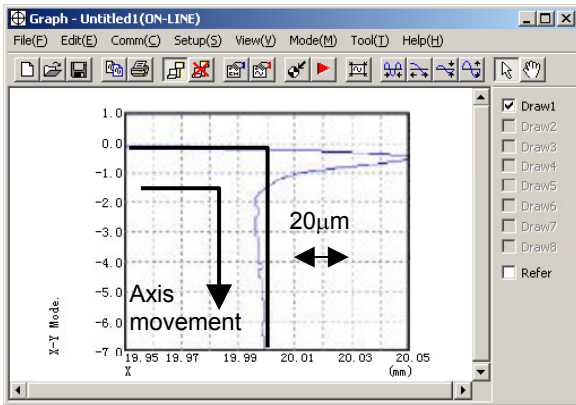 Graph - Untitled1(ON-LINE)
File(F) Edit(E) Comm(C) Setup(S) View(V) Mode(M) Tool(T) Help(H)
1.0
0.0
-1.0
-2.0
-3.0
-4.0
-5.0
-6.0
-7.0
X-Y Mode.
20μm
Axis
movement
19.95 19.97 19.99 20.01 20.03 20.05
X (mm)
Draw1
Draw2
Draw3
Draw4
Draw5
Draw6
Draw7
Draw8
Refer